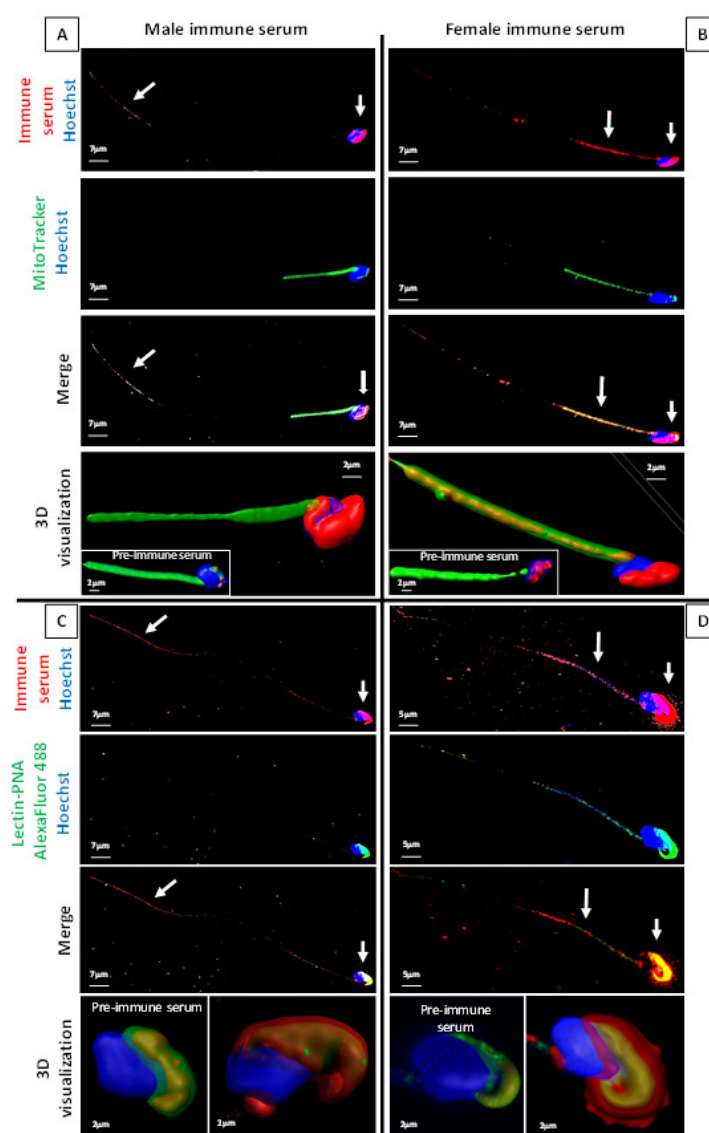 A
Male immune serum
Female immune serum
B
Immune
serum
Hoechst
7µm
7µm
MitoTracker
Hoechst
7µm
7µm
Merge
7µm
7µm
3D
visualization
2µm
2µm
Pre-immune serum
2µm
Pre-immune serum
2µm
C
D
Immune
serum
Hoechst
7µm
5µm
Lectin-PNA
AlexaFluor 488
Hoechst
7µm
5µm
Merge
7µm
5µm
3D
visualization
Pre-immune serum
2µm
2µm
Pre-immune
serum
2µm
2µm